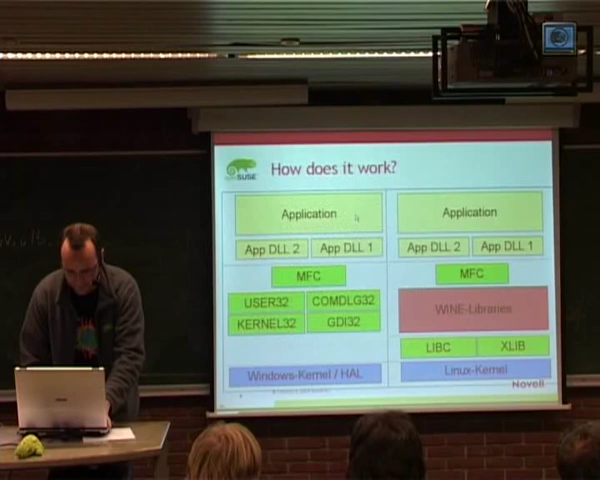 How does it work?
SUSE
Application
Application
App DLL 2
App DLL 1
App DLL 2
App DLL 1
MFC
MFC
USER32
COMDLG32
WINE-Libraries
KERNEL32
GDI32
LIBC
XLIB
Windows-Kernel / HAL
Linux-Kernel
Novell